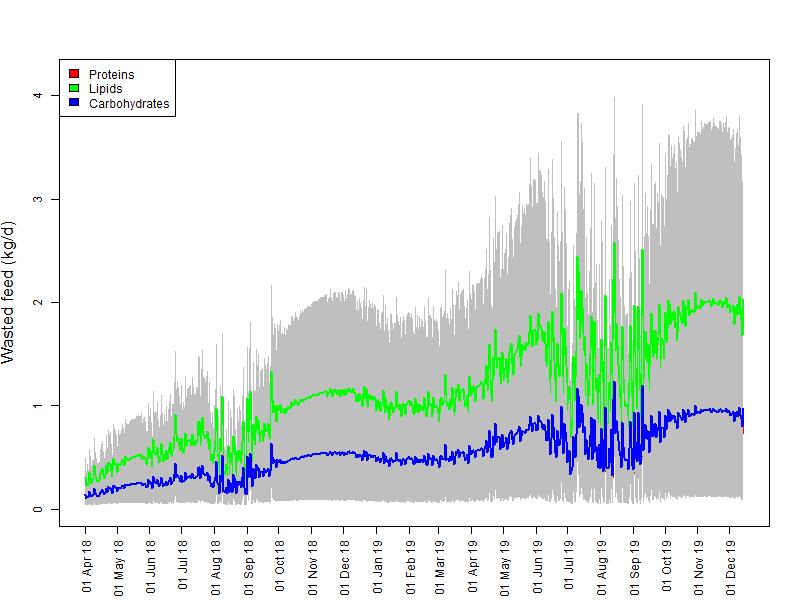 Proteins
Lipids
Carbohydrates
Wasted feed (kg/d)
4
3
2
1
0
01 Apr 18
01 May 18
01 Jun 18
01 Jul 18
01 Aug 18
01 Sep 18
01 Oct 18
01 Nov 18
01 Dec 18
01 Jan 19
01 Feb 19
01 Mar 19
01 Apr 19
01 May 19
01 Jun 19
01 Jul 19
01 Aug 19
01 Sep 19
01 Oct 19
01 Nov 19
01 Dec 19